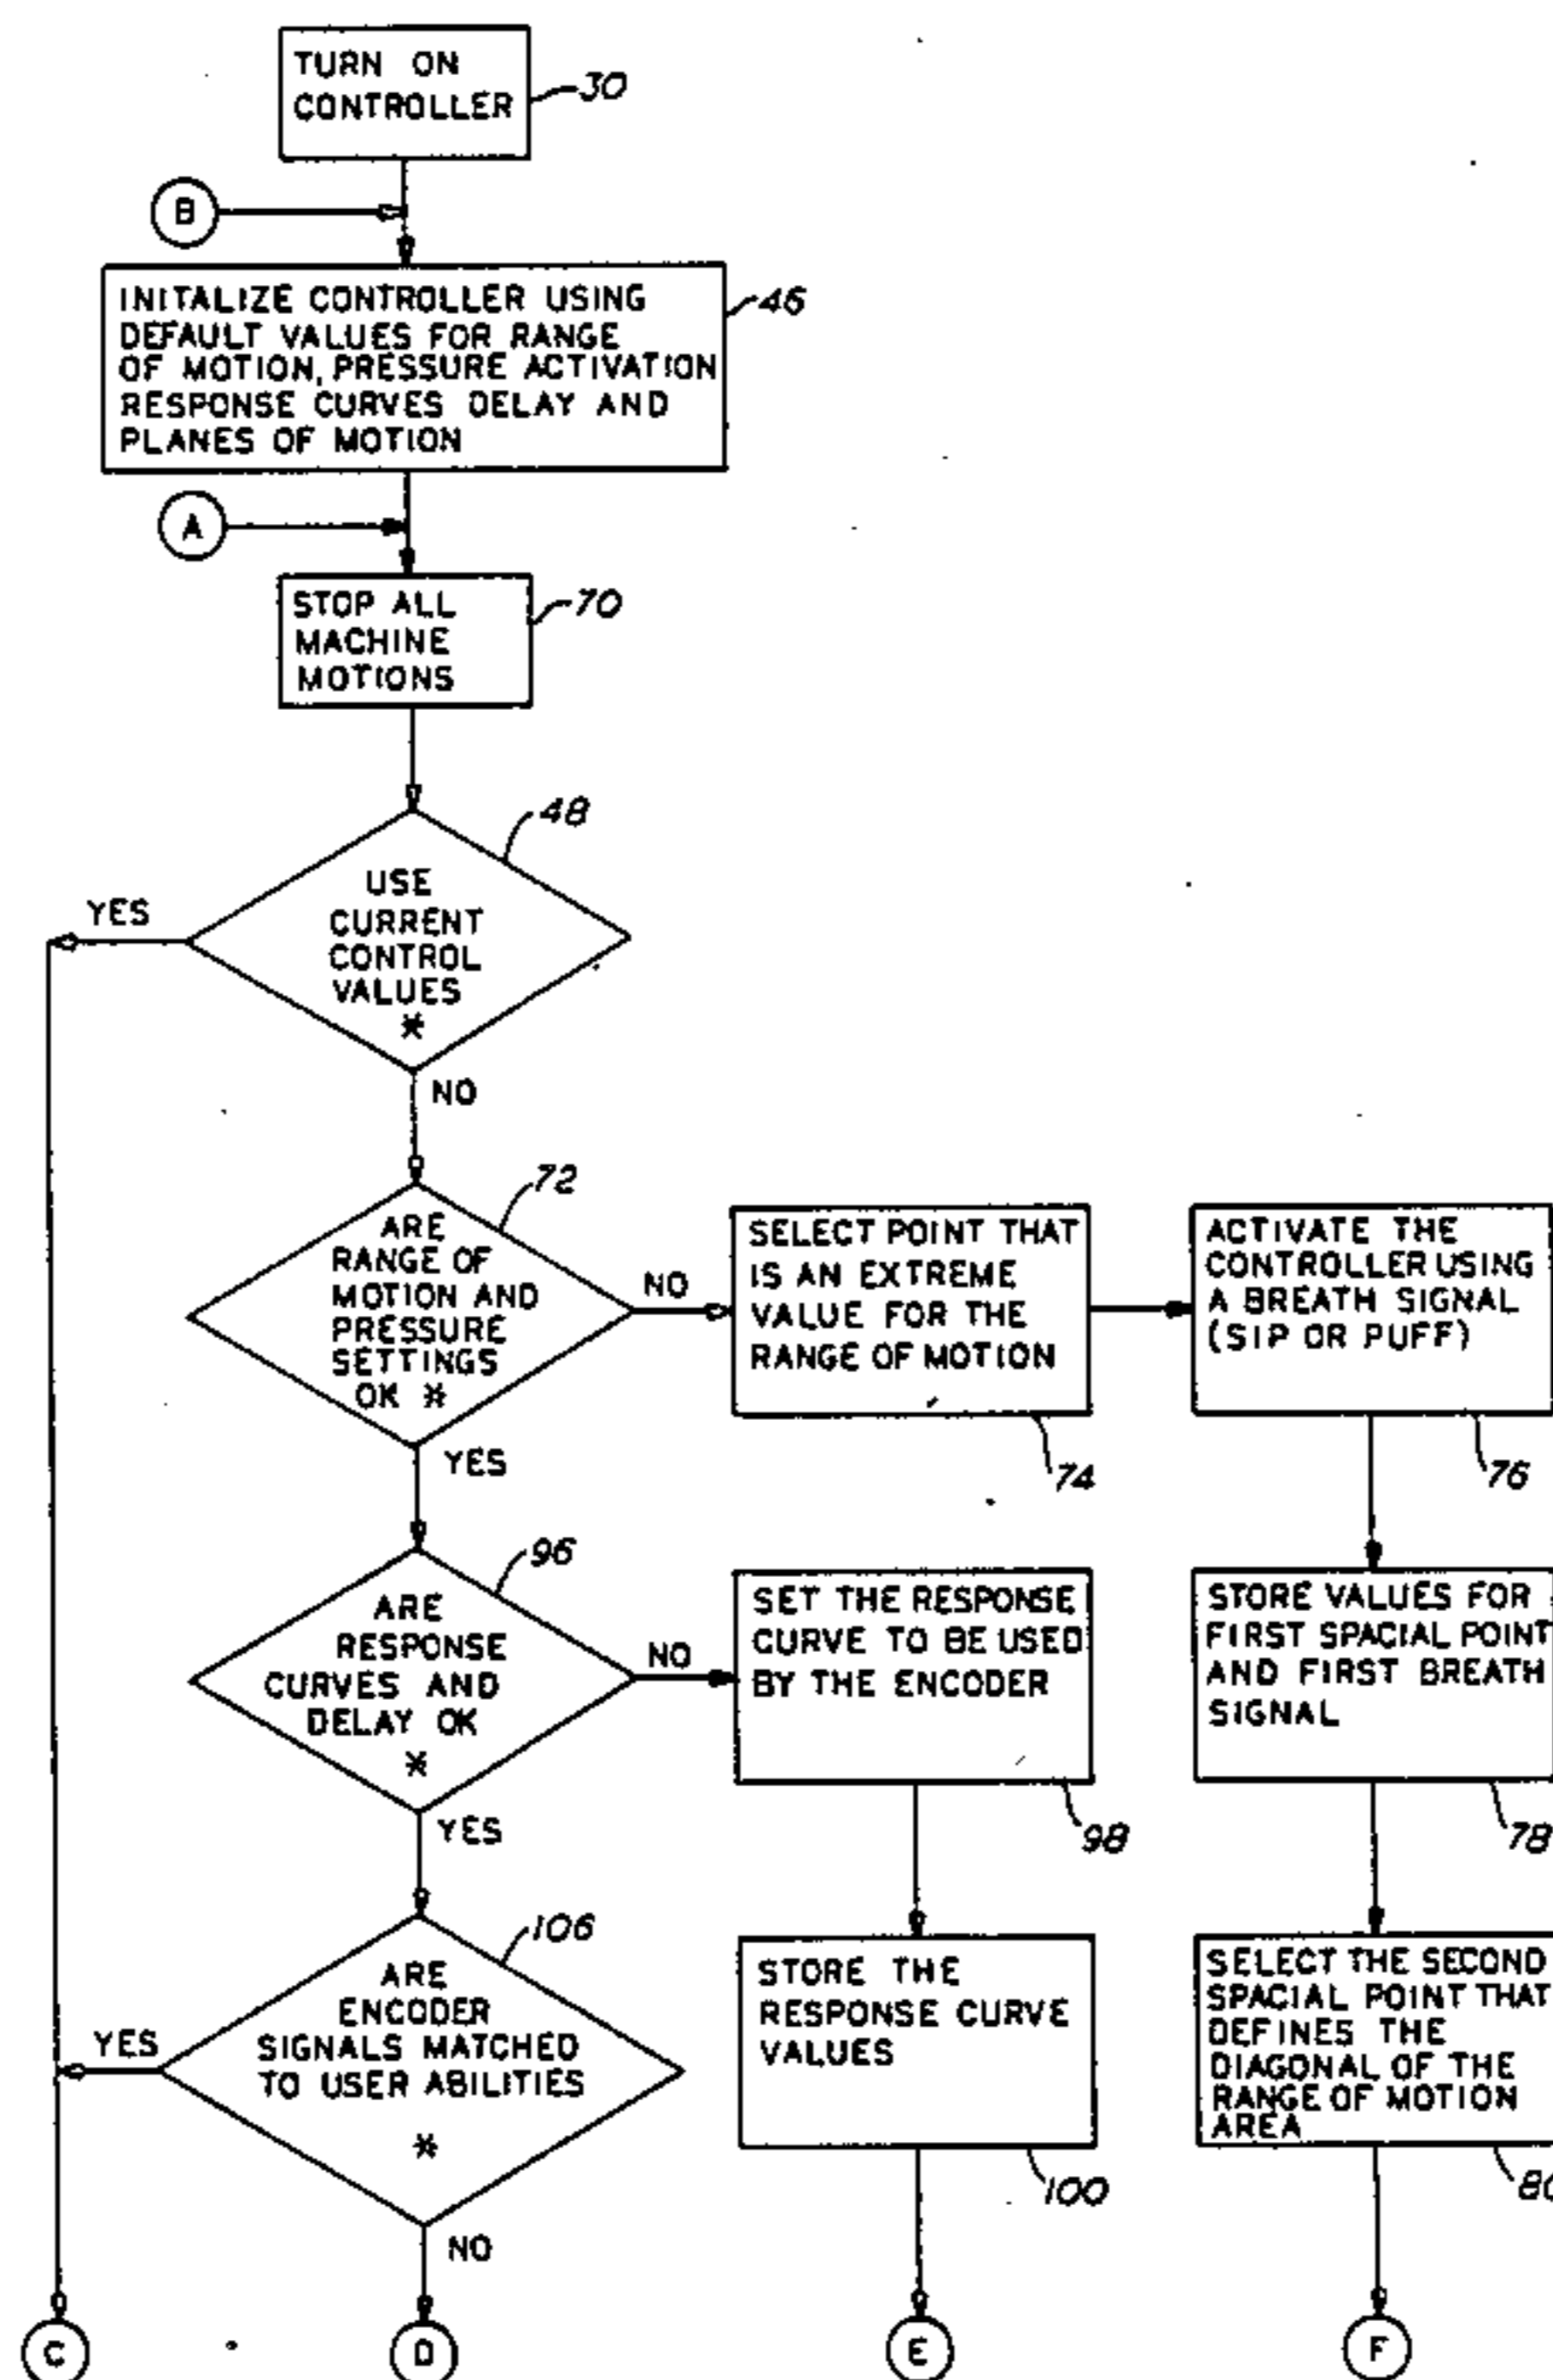 TURN ON
CONTROLLER
30
B
INITALIZE CONTROLLER USING
DEFAULT VALUES FOR RANGE
OF MOTION, PRESSURE ACTIVATION
RESPONSE CURVES DELAY AND
PLANES OF MOTION
46
A
STOP ALL
MACHINE
MOTIONS
70
48
USE
CURRENT
CONTROL
VALUES
*
YES
NO
72
ARE
RANGE OF
MOTION AND
PRESSURE
SETTINGS
OK *
NO
YES
SELECT POINT THAT
IS AN EXTREME
VALUE FOR THE
RANGE OF MOTION
74
ACTIVATE THE
CONTROLLER USING
A BREATH SIGNAL
(SIP OR PUFF)
76
96
ARE
RESPONSE
CURVES AND
DELAY OK
*
NO
YES
SET THE RESPONSE
CURVE TO BE USED
BY THE ENCODER
98
STORE VALUES FOR
FIRST SPACIAL POINT
AND FIRST BREATH
SIGNAL
78
106
ARE
ENCODER
SIGNALS MATCHED
TO USER ABILITIES
*
YES
NO
STORE THE
RESPONSE CURVE
VALUES
100
SELECT THE SECOND
SPACIAL POINT THAT
DEFINES THE
DIAGONAL OF THE
RANGE OF MOTION
AREA
80
C
D
E
F